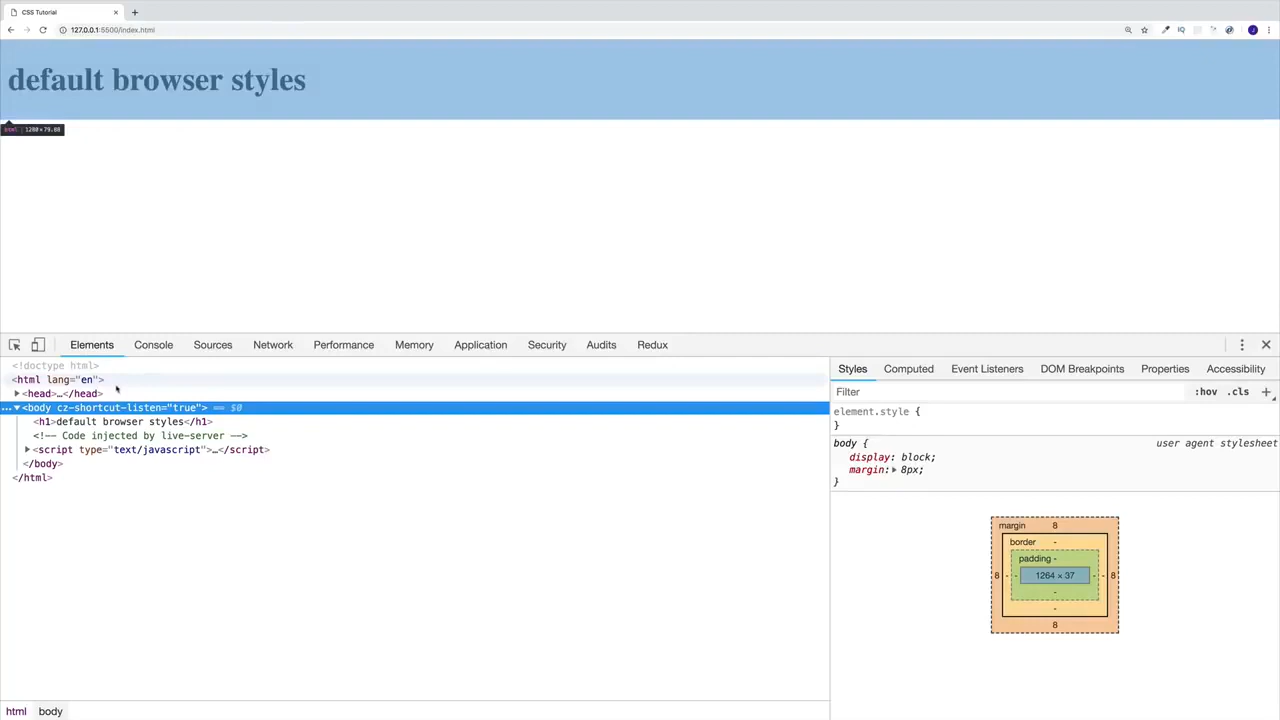 CSS Tutorial
127.0.0.1:5500/index.html
default browser styles
html | 1280×79.88
Elements Console Sources Network Performance Memory Application Security Audits Redux
<!doctype html>
<html lang="en">
<head>…</head>
…<body cz-shortcut-listen="true"> == $0
<h1>default browser styles</h1>
<!-- Code injected by live-server -->
<script type="text/javascript">…</script>
</body>
</html>
html body
Styles Computed Event Listeners DOM Breakpoints Properties Accessibility
Filter :hov .cls +
element.style {
}
body { user agent stylesheet
display: block;
margin: 8px;
}
margin 8
border -
padding -
8 - - 1264 × 37 - - 8
-
-
8